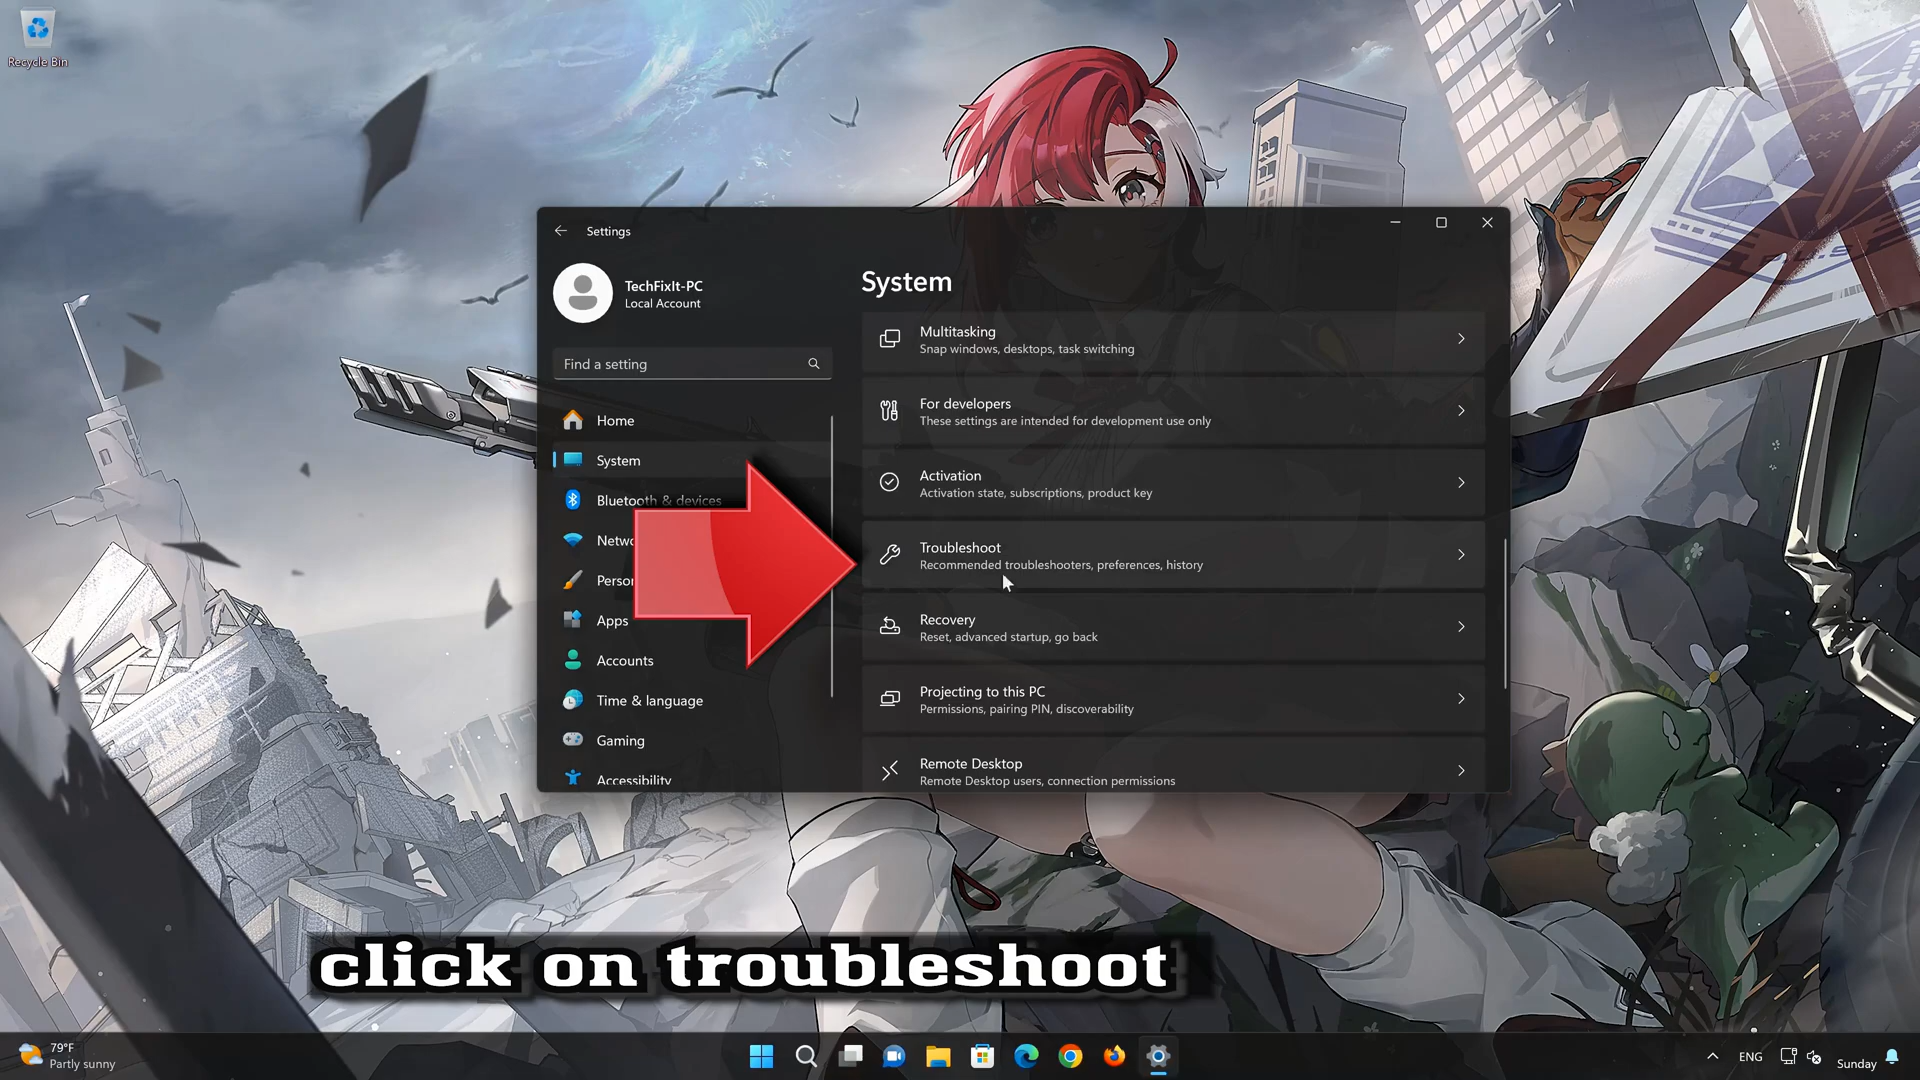 Recycle Bin
Settings
TechFixIt-PC
Local Account
Find a setting
Home
System
Bluetooth & devices
Apps
Accounts
Time & language
Gaming
Accessibility
System
Multitasking
Snap windows, desktops, task switching
For developers
These settings are intended for development use only
Activation
Activation state, subscriptions, product key
Troubleshoot
Recommended troubleshooters, preferences, history
Recovery
Reset, advanced startup, go back
Projecting to this PC
Permissions, pairing PIN, discoverability
Remote Desktop
Remote Desktop users, connection permissions
click on troubleshoot
79°F
Partly sunny
ENG
Sunday